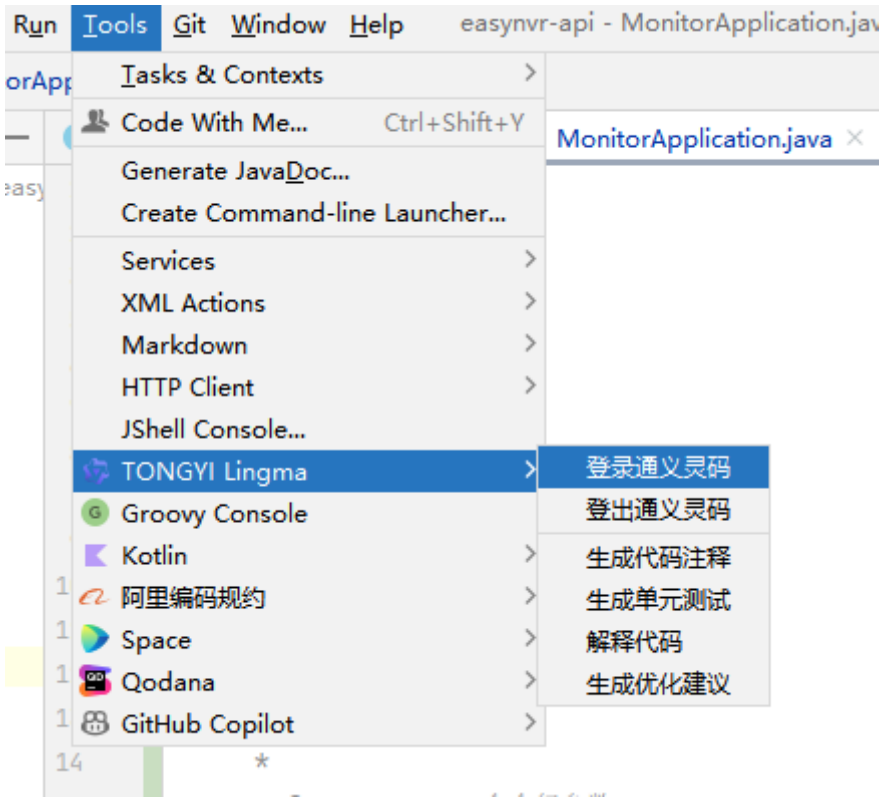 Run Tools Git Window Help easynvr-api - MonitorApplication.jav
orApp
Tasks & Contexts
Code With Me... Ctrl+Shift+Y
MonitorApplication.java
Generate JavaDoc...
easy
Create Command-line Launcher...
Services
XML Actions
Markdown
HTTP Client
JShell Console...
TONGYI Lingma
登录通义灵码
Groovy Console
登出通义灵码
Kotlin
生成代码注释
阿里编码规约
生成单元测试
Space
解释代码
Qodana
生成优化建议
GitHub Copilot
14 *